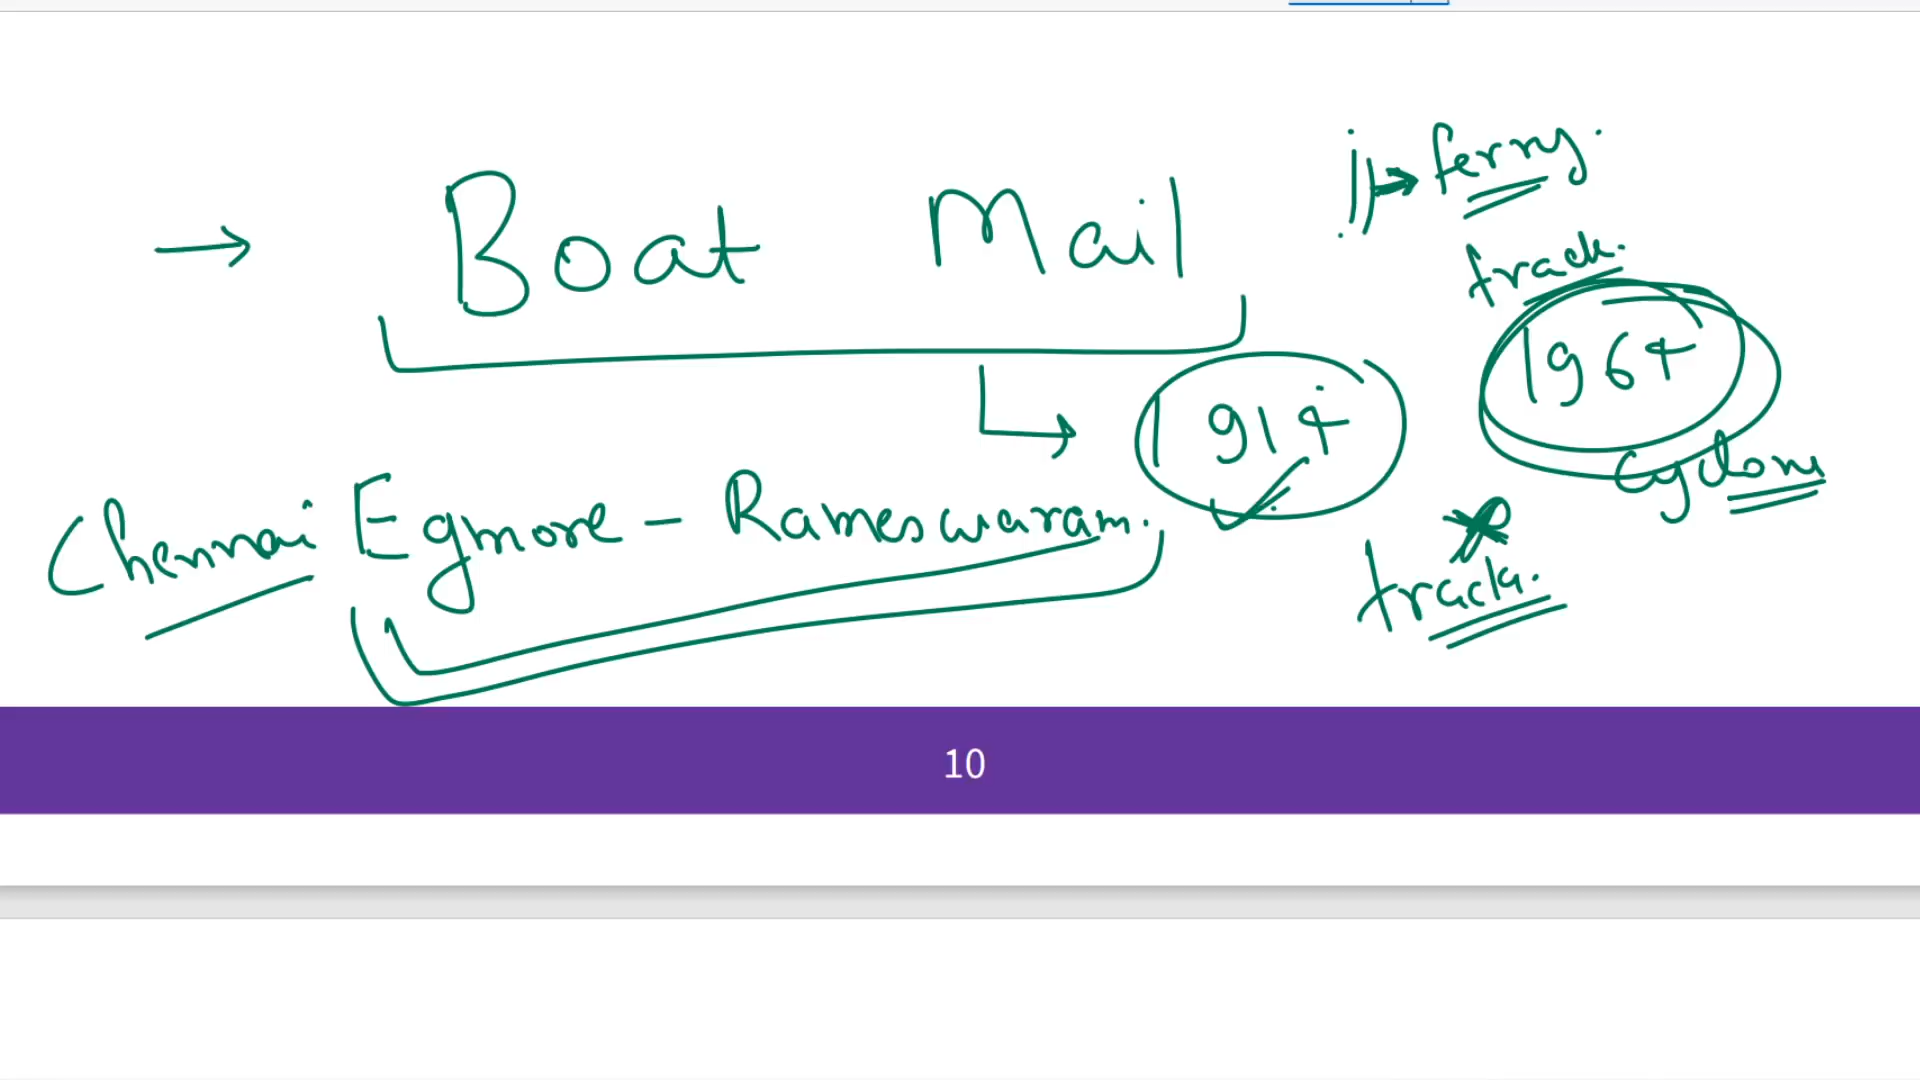 → Boat Mail
→ ferry.
track.
1964
cyclone
→ 1914
Chennai Egmore - Rameswaram.
track.
10